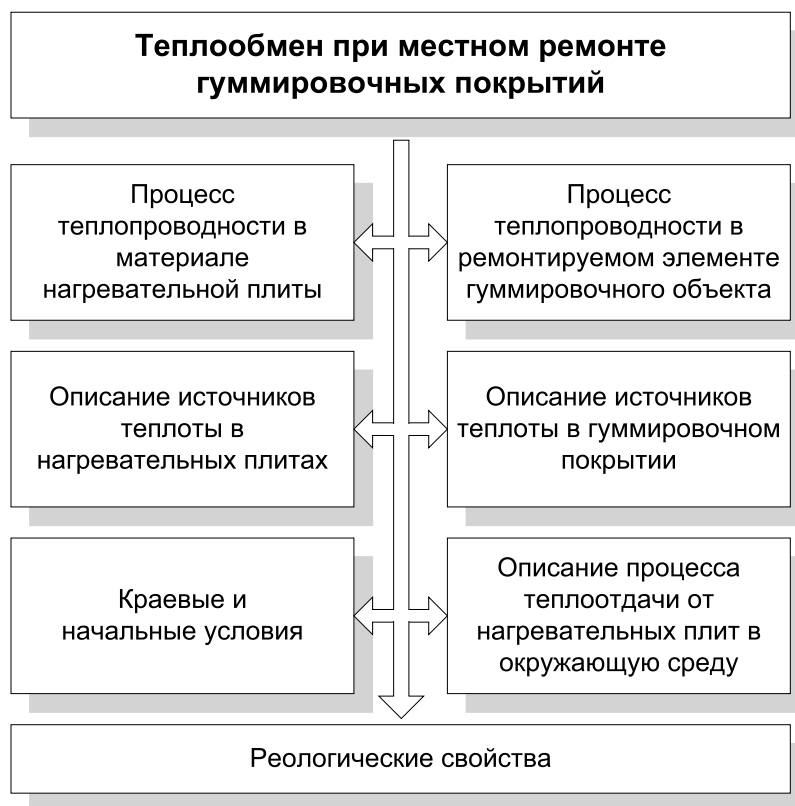 Теплообмен при местном ремонте
гуммировочных покрытий
Процесс
теплопроводности в
материале
нагревательной плиты
Процесс
теплопроводности в
ремонтируемом элементе
гуммировочного объекта
Описание источников
теплоты в
нагревательных плитах
Описание источников
теплоты в гуммировочном
покрытии
Краевые и
начальные условия
Описание процесса
теплоотдачи от
нагревательных плит в
окружающую среду
Реологические свойства